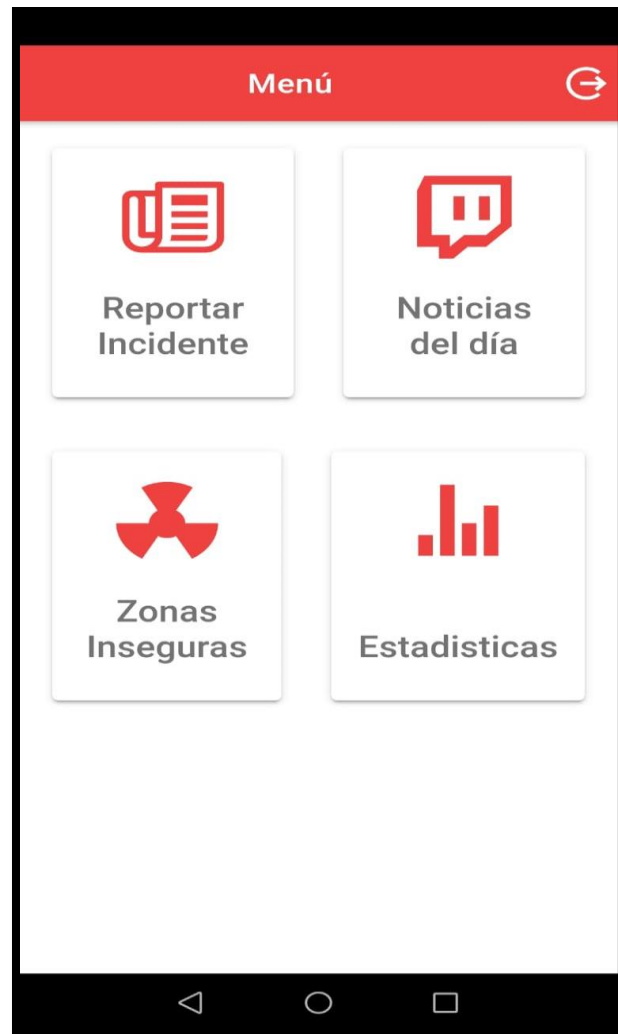 Menú
Reportar
Incidente
Noticias
del día
Zonas
Inseguras
Estadisticas